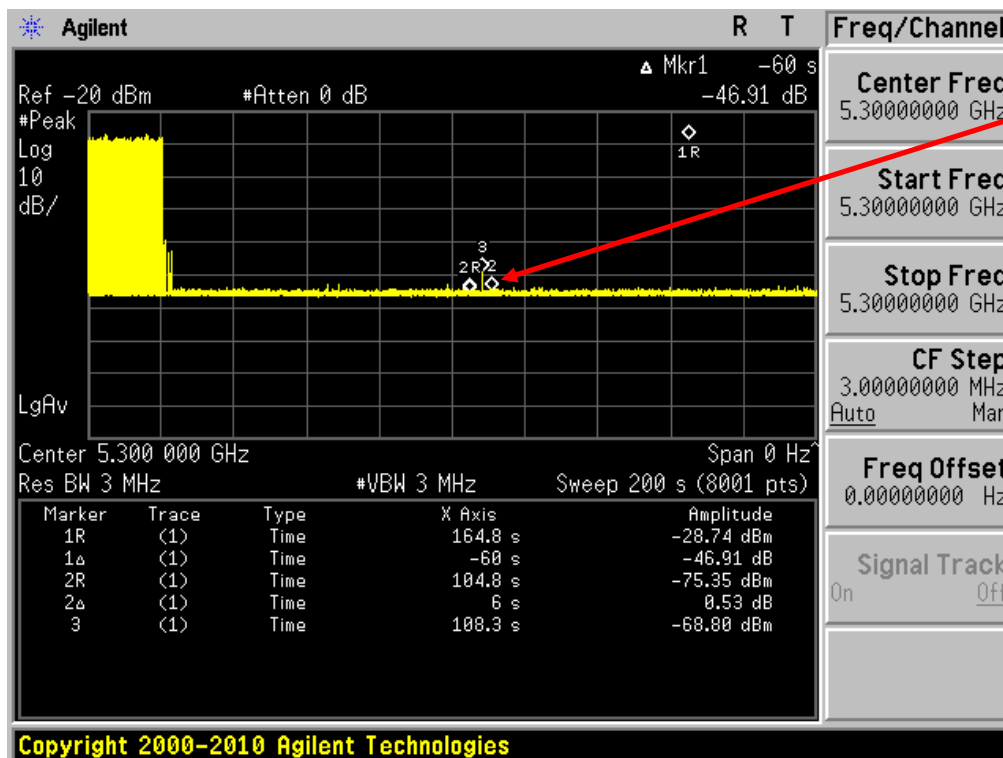 Agilent R T
Freq/Channel
Δ Mkr1 -60 s
Ref -20 dBm #Atten 0 dB -46.91 dB
#Peak
Log
10
dB/
1R
3
2R 2
LgAv
Center 5.300 000 GHz Span 0 Hz^
Res BW 3 MHz #VBW 3 MHz Sweep 200 s (8001 pts)
Marker Trace Type X Axis Amplitude
1R (1) Time 164.8 s -28.74 dBm
1Δ (1) Time -60 s -46.91 dB
2R (1) Time 104.8 s -75.35 dBm
2Δ (1) Time 6 s 0.53 dB
3 (1) Time 108.3 s -68.80 dBm
Center Freq
5.30000000 GHz
Start Freq
5.30000000 GHz
Stop Freq
5.30000000 GHz
CF Step
3.00000000 MHz
Auto Man
Freq Offset
0.00000000 Hz
Signal Track
On Off
Copyright 2000-2010 Agilent Technologies